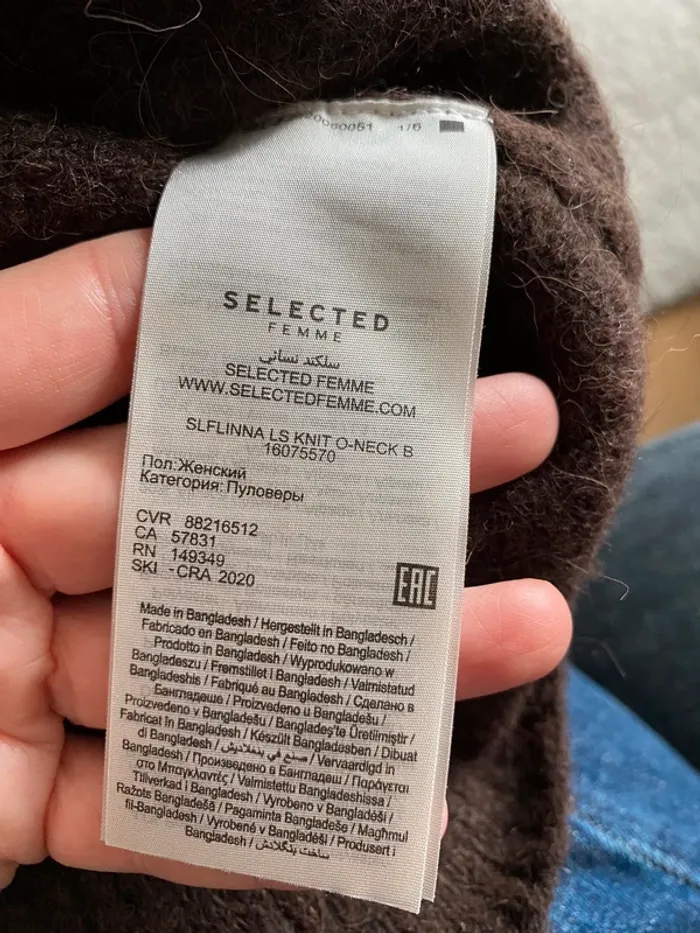 1/6
SELECTED
FEMME
سلكتد نسائي
SELECTED FEMME
WWW.SELECTEDFEMME.COM
SLFLINNA LS KNIT O-NECK B
16075570
Пол:Женский
Категория: Пуловеры
CVR 88216512
CA 57831
RN 149349
SKI -CRA 2020
EAC
Made in Bangladesh / Hergestellt in Bangladesch /
Fabricado en Bangladesh / Feito no Bangladesh /
Prodotto in Bangladesh / Wyprodukowano w
Bangladeszu / Fremstillet i Bangladesh / Valmistatud
Bangladeshis / Fabriqué au Bangladesh / Сделано в
Бангладеше / Proizvedeno u Bangladešu /
Proizvedeno v Bangladešu / Bangladeş'te Üretilmiştir /
Fabricat în Bangladesh / Készült Bangladesben / Dibuat
di Bangladesh / صنع في بنغلاديش / Vervaardigd in
Bangladesh / Произведено в Бангладеш / Παράγεται
στο Μπαγκλαντές / Valmistettu Bangladeshissa /
Tillverkad i Bangladesh / Vyrobeno v Bangladéši /
Ražots Bangladešā / Pagaminta Bangladeše / Magħmul
fil-Bangladesh / Vyrobené v Bangladéši / Produsert i
Bangladesh / ساخت بنگلادش